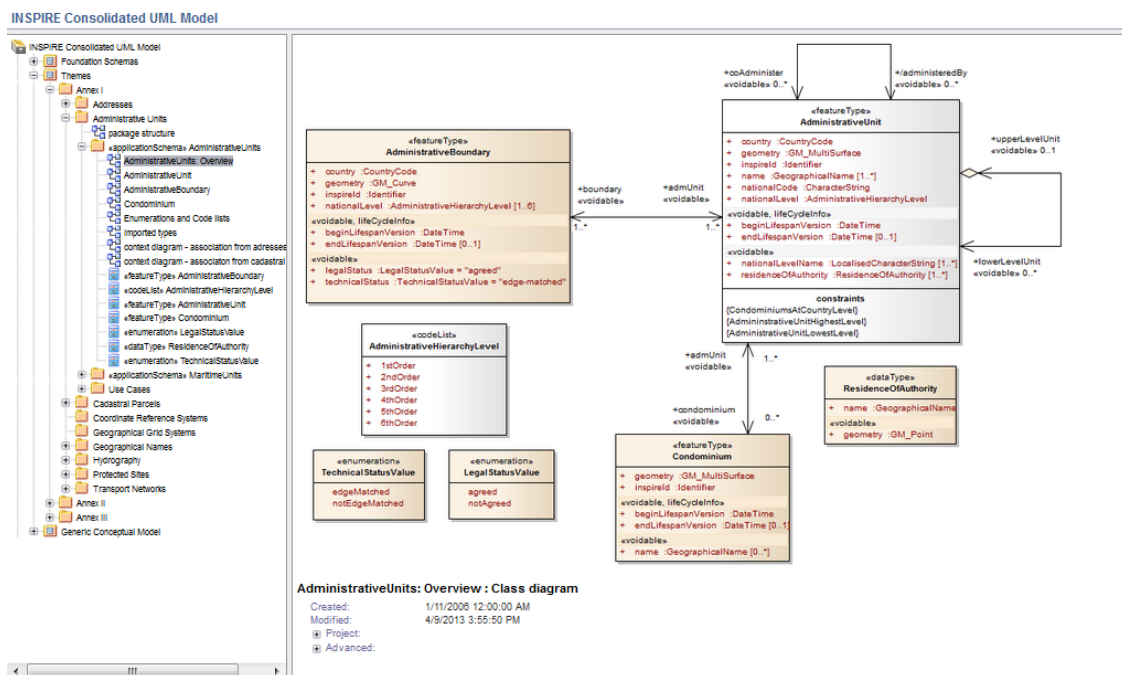 INSPIRE Consolidated UML Model
INSPIRE Consolidated UML Model
Foundation Schemas
Themes
Annex I
Addresses
Administrative Units
package structure
«applicationSchema» AdministrativeUnits
AdministrativeUnits: Overview
AdministrativeUnit
AdministrativeBoundary
Condominium
Enumerations and Code lists
Imported types
context diagram - association from adresses
context diagram - associaton from cadastral
«featureType» AdministrativeBoundary
«codeList» AdministrativeHierarchyLevel
«featureType» AdministrativeUnit
«featureType» Condominium
«enumeration» LegalStatusValue
«dataType» ResidenceOfAuthority
«enumeration» TechnicalStatusValue
«applicationSchema» MaritimeUnits
Use Cases
Cadastral Parcels
Coordinate Reference Systems
Geographical Grid Systems
Geographical Names
Hydrography
Protected Sites
Transport Networks
Annex II
Annex III
Generic Conceptual Model
+coAdminister
«voidable» 0..*
+/administeredBy
«voidable» 0..*
«featureType»
AdministrativeUnit
+ country :CountryCode
+ geometry :GM_MultiSurface
+ inspireId :Identifier
+ name :GeographicalName [1..*]
+ nationalCode :CharacterString
+ nationalLevel :AdministrativeHierarchyLevel
«voidable, lifeCycleInfo»
+ beginLifespanVersion :DateTime
+ endLifespanVersion :DateTime [0..1]
«voidable»
+ nationalLevelName :LocalisedCharacterString [1..*]
+ residenceOfAuthority :ResidenceOfAuthority [1..*]
constraints
{CondominiumsAtCountryLevel}
{AdmininstrativeUnitHighestLevel}
{AdministrativeUnitLowestLevel}
+upperLevelUnit
«voidable» 0..1
+lowerLevelUnit
«voidable» 0..*
«featureType»
AdministrativeBoundary
+ country :CountryCode
+ geometry :GM_Curve
+ inspireId :Identifier
+ nationalLevel :AdministrativeHierarchyLevel [1..6]
«voidable, lifeCycleInfo»
+ beginLifespanVersion :DateTime
+ endLifespanVersion :DateTime [0..1]
«voidable»
+ legalStatus :LegalStatusValue = "agreed"
+ technicalStatus :TechnicalStatusValue = "edge-matched"
+boundary
«voidable»
1..*
+admUnit
«voidable»
1..*
«codeList»
AdministrativeHierarchyLevel
+ 1stOrder
+ 2ndOrder
+ 3rdOrder
+ 4thOrder
+ 5thOrder
+ 6thOrder
+admUnit
«voidable»
1..*
+condominium
«voidable»
0..*
«dataType»
ResidenceOfAuthority
+ name :GeographicalName
«voidable»
+ geometry :GM_Point
«enumeration»
TechnicalStatusValue
edgeMatched
notEdgeMatched
«enumeration»
LegalStatusValue
agreed
notAgreed
«featureType»
Condominium
+ geometry :GM_MultiSurface
+ inspireId :Identifier
«voidable, lifeCycleInfo»
+ beginLifespanVersion :DateTime
+ endLifespanVersion :DateTime [0..1]
«voidable»
+ name :GeographicalName [0..*]
AdministrativeUnits: Overview : Class diagram
Created: 1/11/2006 12:00:00 AM
Modified: 4/9/2013 3:55:50 PM
Project:
Advanced: